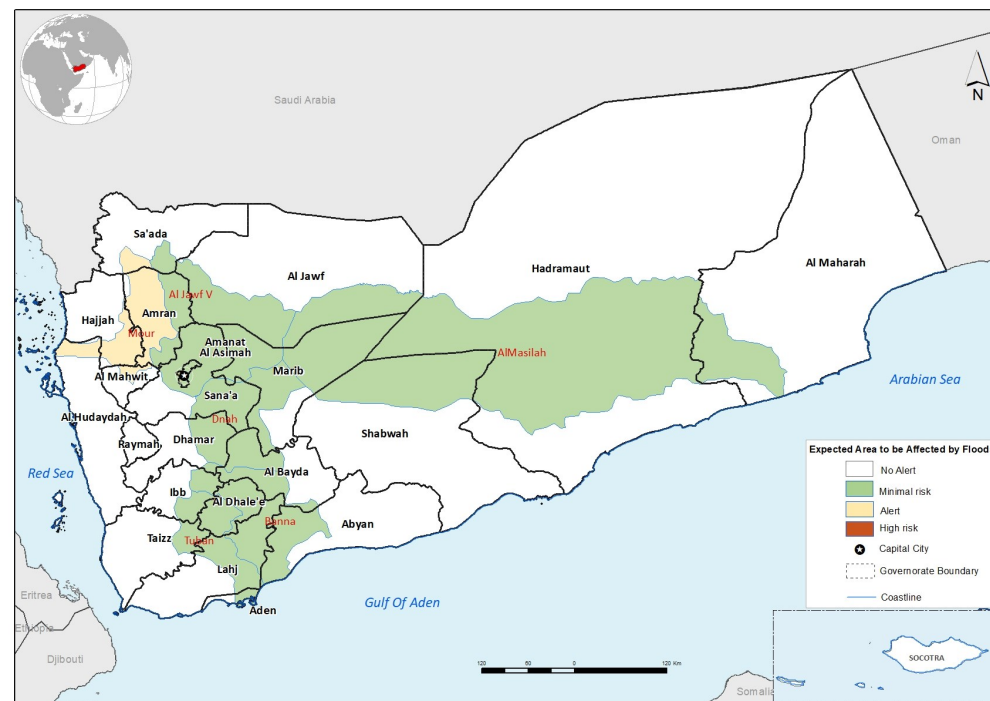 Saudi Arabia
N
Oman
Sa'ada
Al Jawf
Hadramaut
Al Maharah
Al Jawf V
Hajjah
Amran
Mour
Amanat
Al Asimah
AlMasilah
Al Mahwit
Marib
Arabian Sea
Sana'a
Al Hudaydah
Dnah
Shabwah
Raymah
Dhamar
Red Sea
Al Bayda
Ibb
Al Dhale'e
Banna
Abyan
Taizz
Tuban
Lahj
Aden
Gulf Of Aden
Eritrea
Ethiopia
Djibouti
Somalia
Expected Area to be Affected by Flood
No Alert
Minimal risk
Alert
High risk
Capital City
Governorate Boundary
Coastline
120 60 0 120 Km
SOCOTRA